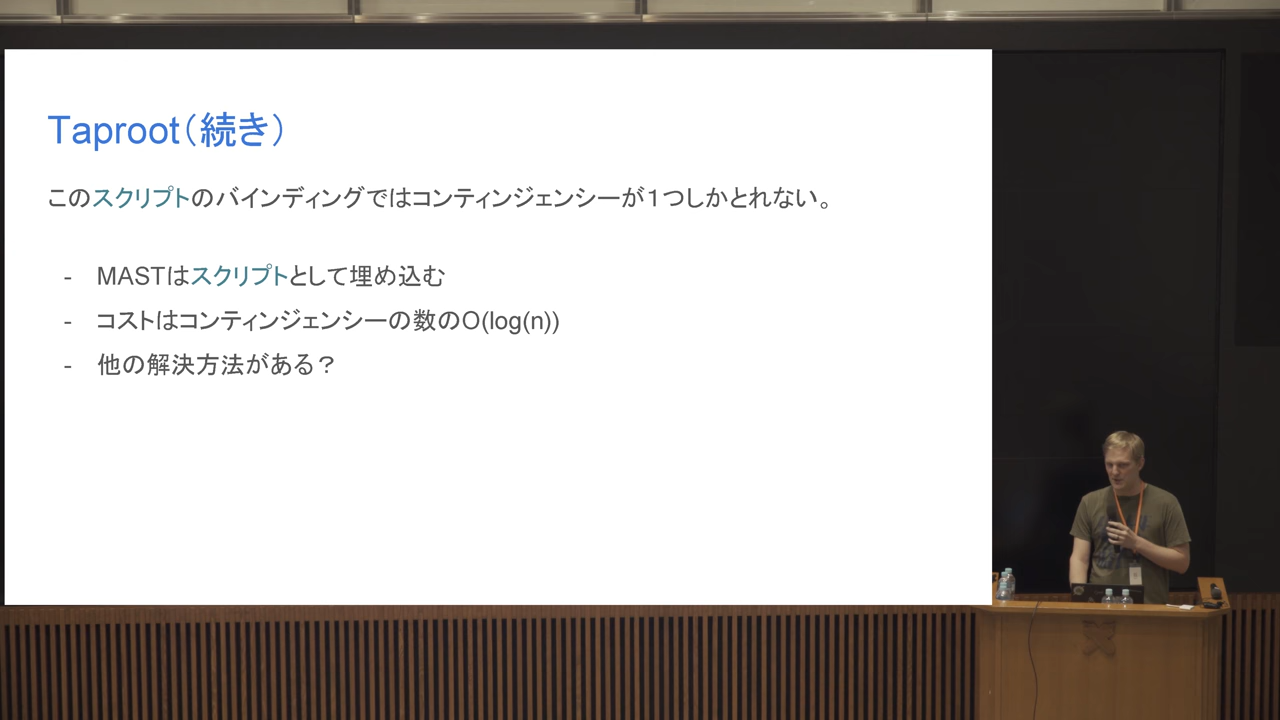 Taproot（続き）
このスクリプトのバインディングではコンティンジェンシーが１つしかとれない。
- MASTはスクリプトとして埋め込む
- コストはコンティンジェンシーの数のO(log(n))
- 他の解決方法がある？